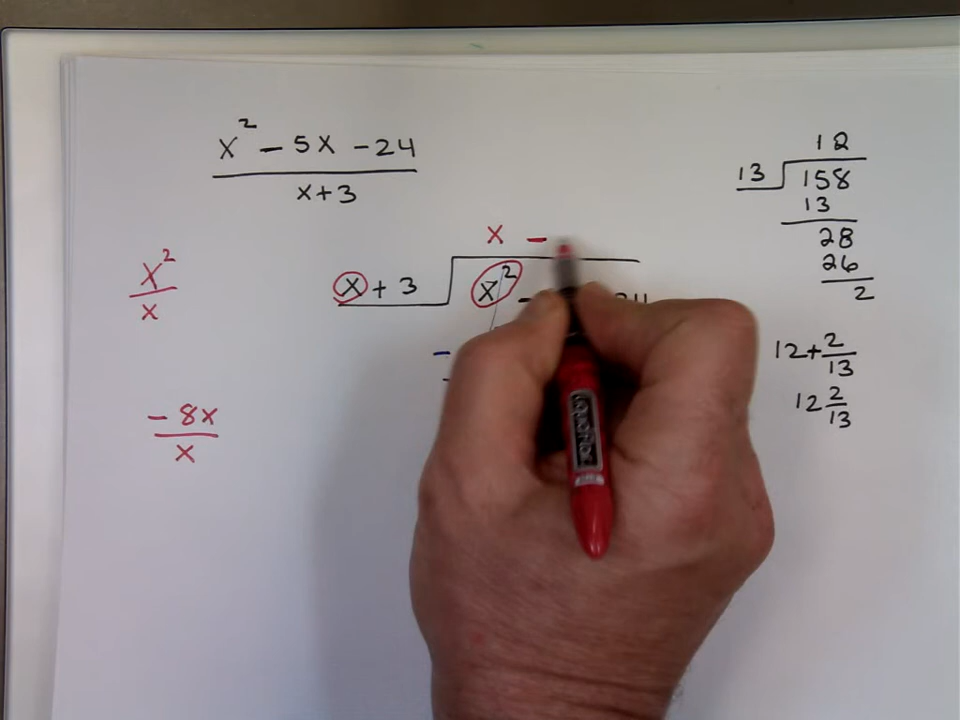 x² - 5x - 24
x + 3
x -
x + 3 x² -
x²
x
-
- 8x
x
12
13 158
13
28
26
2
12 + 2/13
12 2/13